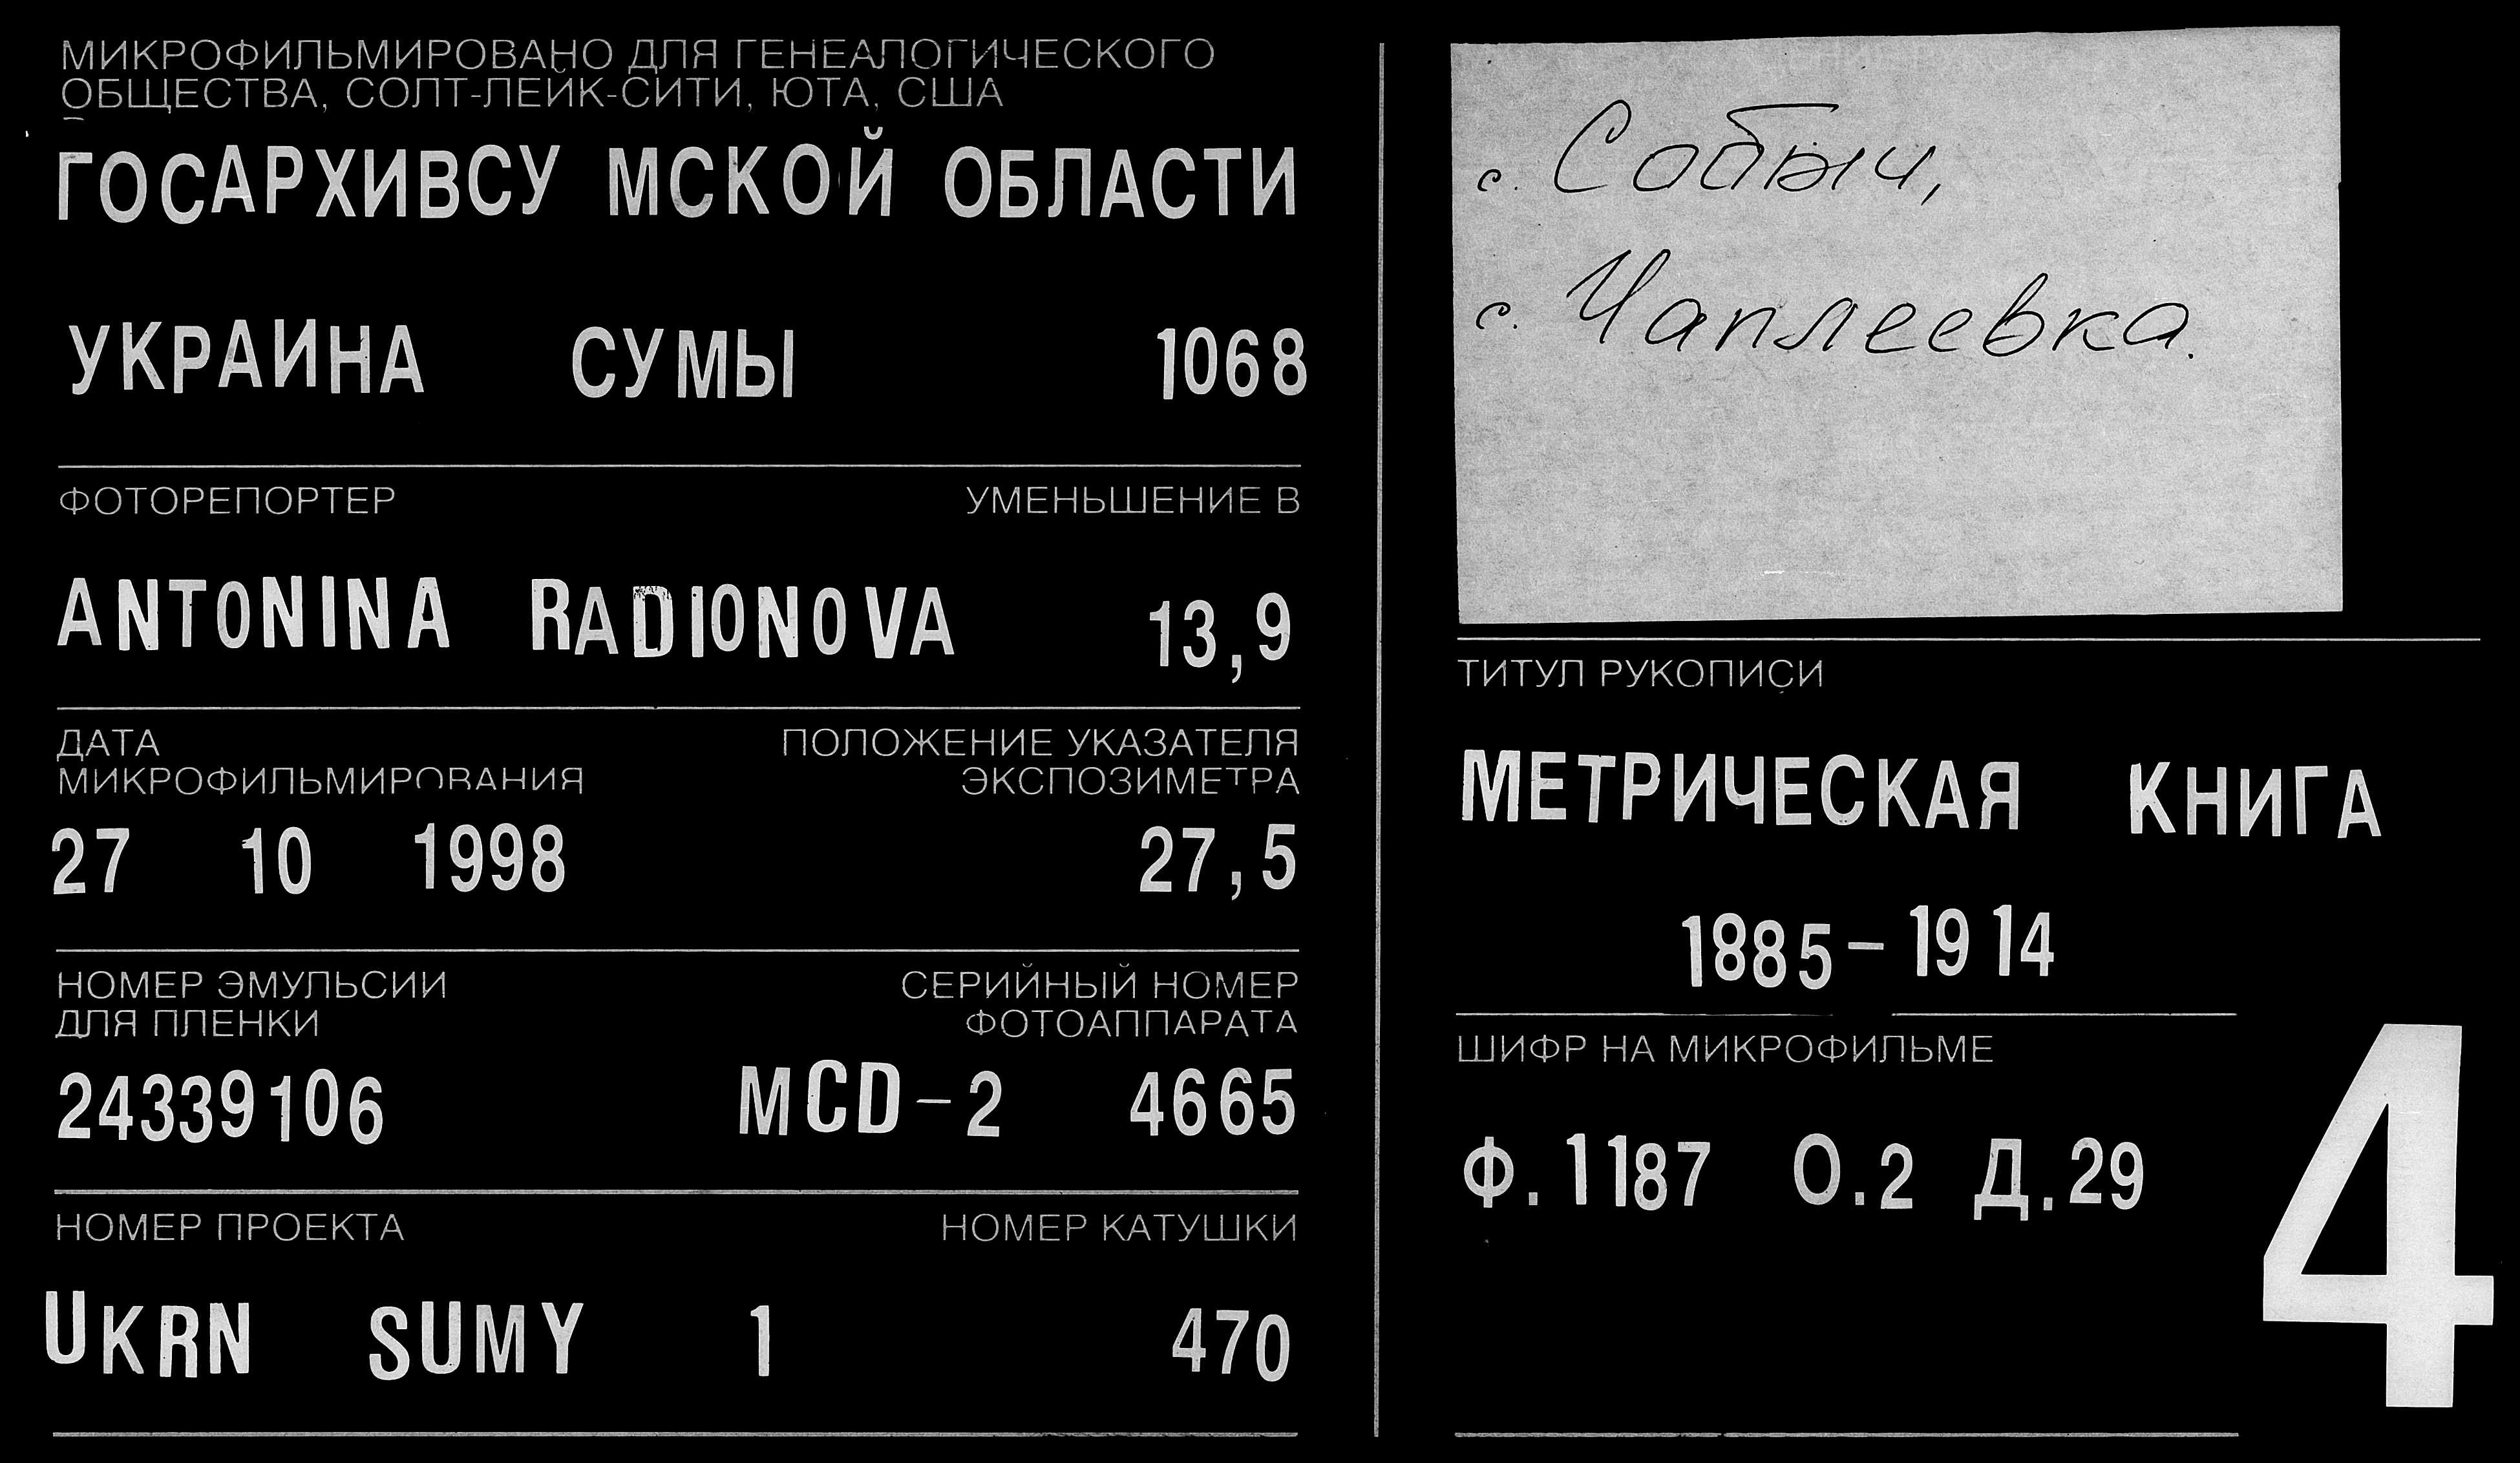 МИКРОФИЛЬМИРОВАНО ДЛЯ ГЕНЕАЛОГИЧЕСКОГО
ОБЩЕСТВА, СОЛТ-ЛЕЙК-СИТИ, ЮТА, США
ГОСАРХИВСУ МСКОЙ ОБЛАСТИ
УКРАИНА СУМЫ 1068
ФОТОРЕПОРТЕР УМЕНЬШЕНИЕ В
ANTONINA RADIONOVA 13,9
ДАТА ПОЛОЖЕНИЕ УКАЗАТЕЛЯ
МИКРОФИЛЬМИРОВАНИЯ ЭКСПОЗИМЕТРА
27 10 1998 27,5
НОМЕР ЭМУЛЬСИИ СЕРИЙНЫЙ НОМЕР
ДЛЯ ПЛЕНКИ ФОТОАППАРАТА
24339106 MCD-2 4665
НОМЕР ПРОЕКТА НОМЕР КАТУШКИ
UKRN SUMY 1 470
с. Собыч,
с. Чаплеевка.
ТИТУЛ РУКОПИСИ
МЕТРИЧЕСКАЯ КНИГА
1885-1914
ШИФР НА МИКРОФИЛЬМЕ
Ф.1187 О.2 Д.29
4